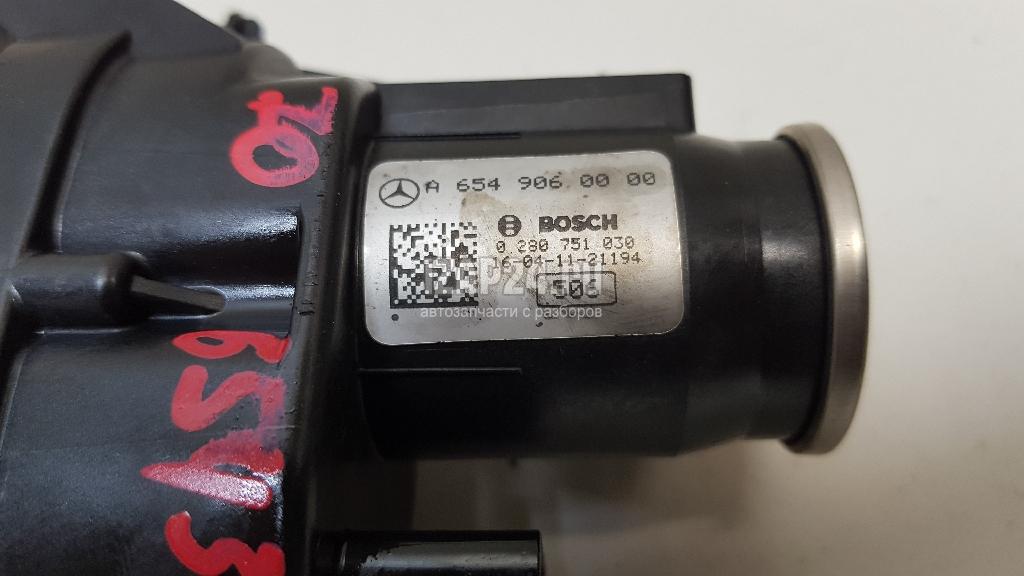 A 654 906 00 00
BOSCH
0 280 751 030
16-04-11-21194
506
автозапчасти с разборов